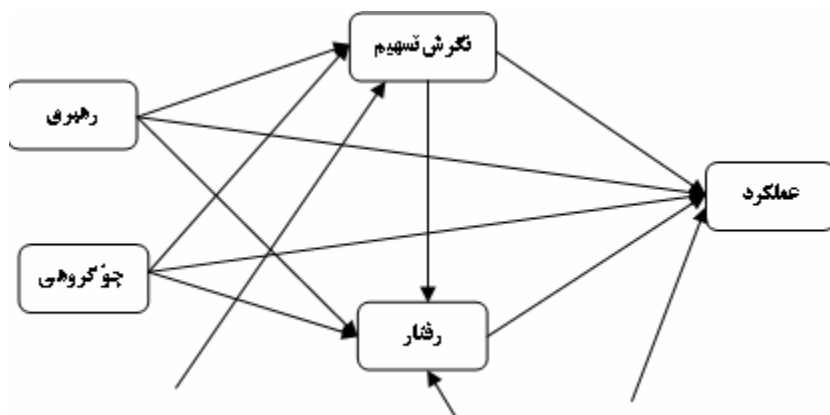 نگرش تسهیم
رهبری
عملکرد
جوّ گروهی
رفتار